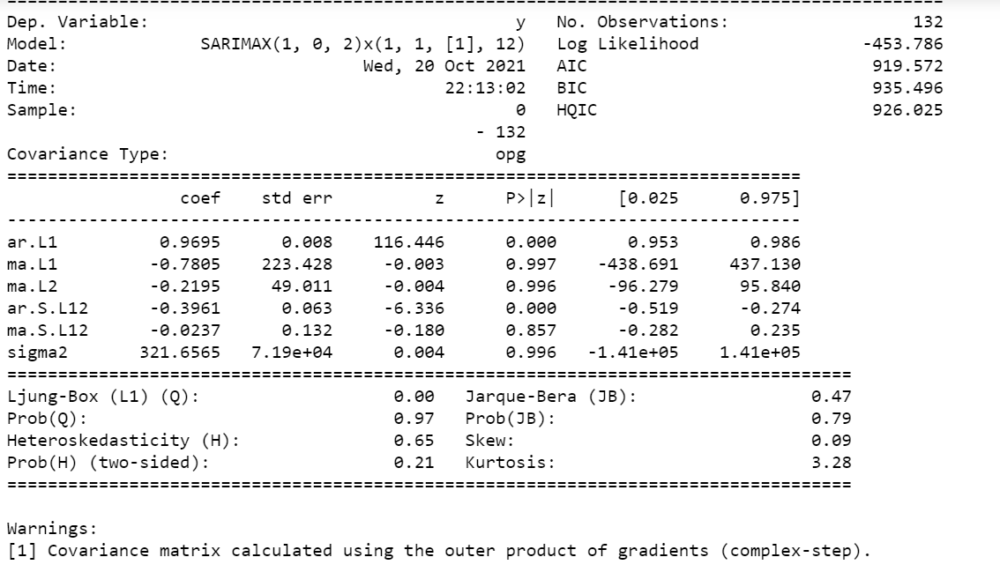 ==============================================================================================
Dep. Variable:                                  y   No. Observations:                  132
Model:             SARIMAX(1, 0, 2)x(1, 1, [1], 12)   Log Likelihood                -453.786
Date:                            Wed, 20 Oct 2021   AIC                            919.572
Time:                                    22:13:02   BIC                            935.496
Sample:                                         0   HQIC                           926.025
- 132
Covariance Type:                              opg
==============================================================================
coef    std err          z      P>|z|      [0.025      0.975]
------------------------------------------------------------------------------
ar.L1          0.9695      0.008    116.446      0.000       0.953       0.986
ma.L1         -0.7805    223.428     -0.003      0.997    -438.691     437.130
ma.L2         -0.2195     49.011     -0.004      0.996     -96.279      95.840
ar.S.L12      -0.3961      0.063     -6.336      0.000      -0.519      -0.274
ma.S.L12      -0.0237      0.132     -0.180      0.857      -0.282       0.235
sigma2       321.6565   7.19e+04      0.004      0.996   -1.41e+05    1.41e+05
===================================================================================
Ljung-Box (L1) (Q):                   0.00   Jarque-Bera (JB):                 0.47
Prob(Q):                              0.97   Prob(JB):                         0.79
Heteroskedasticity (H):               0.65   Skew:                             0.09
Prob(H) (two-sided):                  0.21   Kurtosis:                         3.28
===================================================================================
Warnings:
[1] Covariance matrix calculated using the outer product of gradients (complex-step).